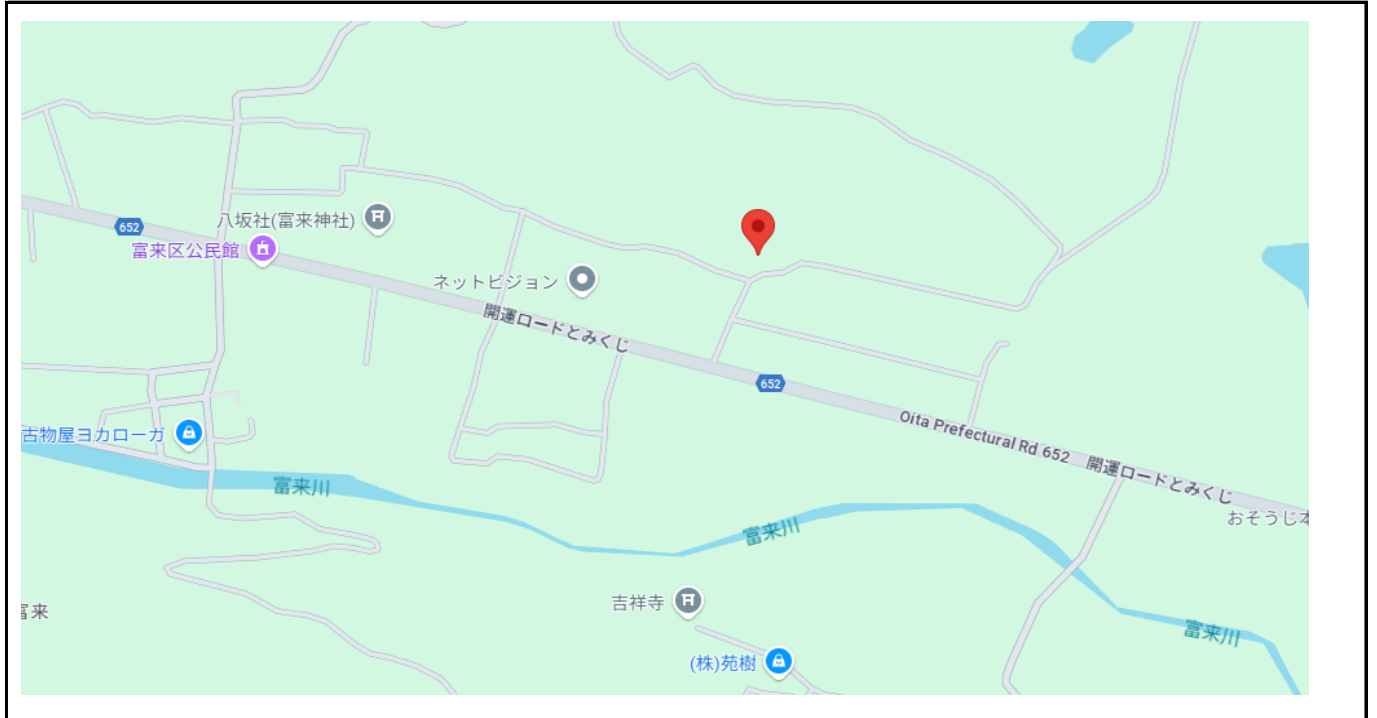 八坂社(富来神社)
652
富来区公民館
ネットビジョン
開運ロードとみくじ
652
Oita Prefectural Rd 652 開運ロードとみくじ
古物屋ヨカローガ
富来川
おそうじ本
富来川
吉祥寺
富来
富来川
(株)苑樹